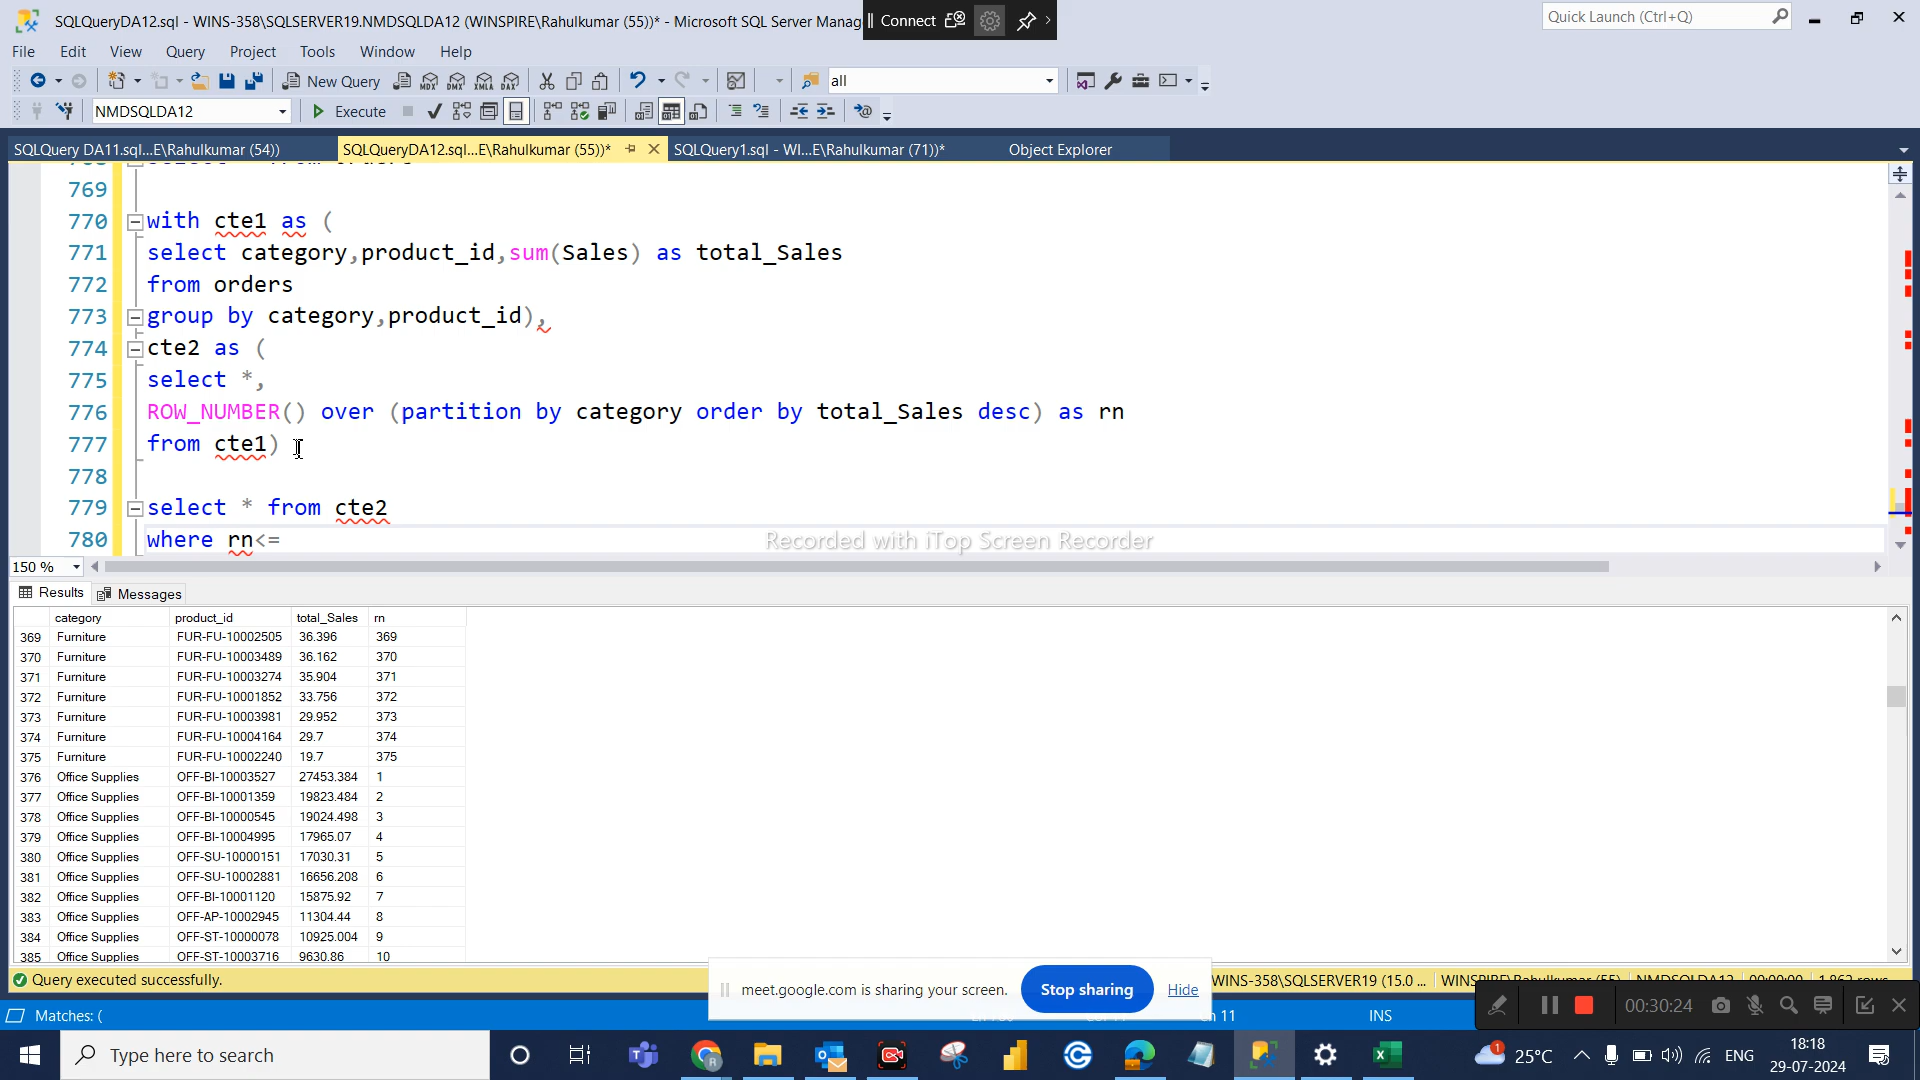 SQLQueryDA12.sql - WINS-358\SQLSERVER19.NMDSQLDA12 (WINSPIRE\Rahulkumar (55))* - Microsoft SQL Server Manag
Connect
Quick Launch (Ctrl+Q)
File Edit View Query Project Tools Window Help
New Query MDX DMX XMLA DAX all
NMDSQLDA12 Execute
SQLQuery DA11.sql...E\Rahulkumar (54)) SQLQueryDA12.sql...E\Rahulkumar (55))* SQLQuery1.sql - WI...E\Rahulkumar (71))* Object Explorer
769
770 with cte1 as (
771 select category,product_id,sum(Sales) as total_Sales
772 from orders
773 group by category,product_id),
774 cte2 as (
775 select *,
776 ROW_NUMBER() over (partition by category order by total_Sales desc) as rn
777 from cte1)
778
779 select * from cte2
780 where rn<=
Recorded with iTop Screen Recorder
150 %
Results Messages
category product_id total_Sales rn
369 Furniture FUR-FU-10002505 36.396 369
370 Furniture FUR-FU-10003489 36.162 370
371 Furniture FUR-FU-10003274 35.904 371
372 Furniture FUR-FU-10001852 33.756 372
373 Furniture FUR-FU-10003981 29.952 373
374 Furniture FUR-FU-10004164 29.7 374
375 Furniture FUR-FU-10002240 19.7 375
376 Office Supplies OFF-BI-10003527 27453.384 1
377 Office Supplies OFF-BI-10001359 19823.484 2
378 Office Supplies OFF-BI-10000545 19024.498 3
379 Office Supplies OFF-BI-10004995 17965.07 4
380 Office Supplies OFF-SU-10000151 17030.31 5
381 Office Supplies OFF-SU-10002881 16656.208 6
382 Office Supplies OFF-BI-10001120 15875.92 7
383 Office Supplies OFF-AP-10002945 11304.44 8
384 Office Supplies OFF-ST-10000078 10925.004 9
385 Office Supplies OFF-ST-10003716 9630.86 10
Query executed successfully. WINS-358\SQLSERVER19 (15.0 ... WINSPIRE\Rahulkumar (55) NMDSQLDA12 00:00:00 1,862 rows
meet.google.com is sharing your screen. Stop sharing Hide
00:30:24
Matches: ( INS
Type here to search
1 25°C ENG
18:18
29-07-2024